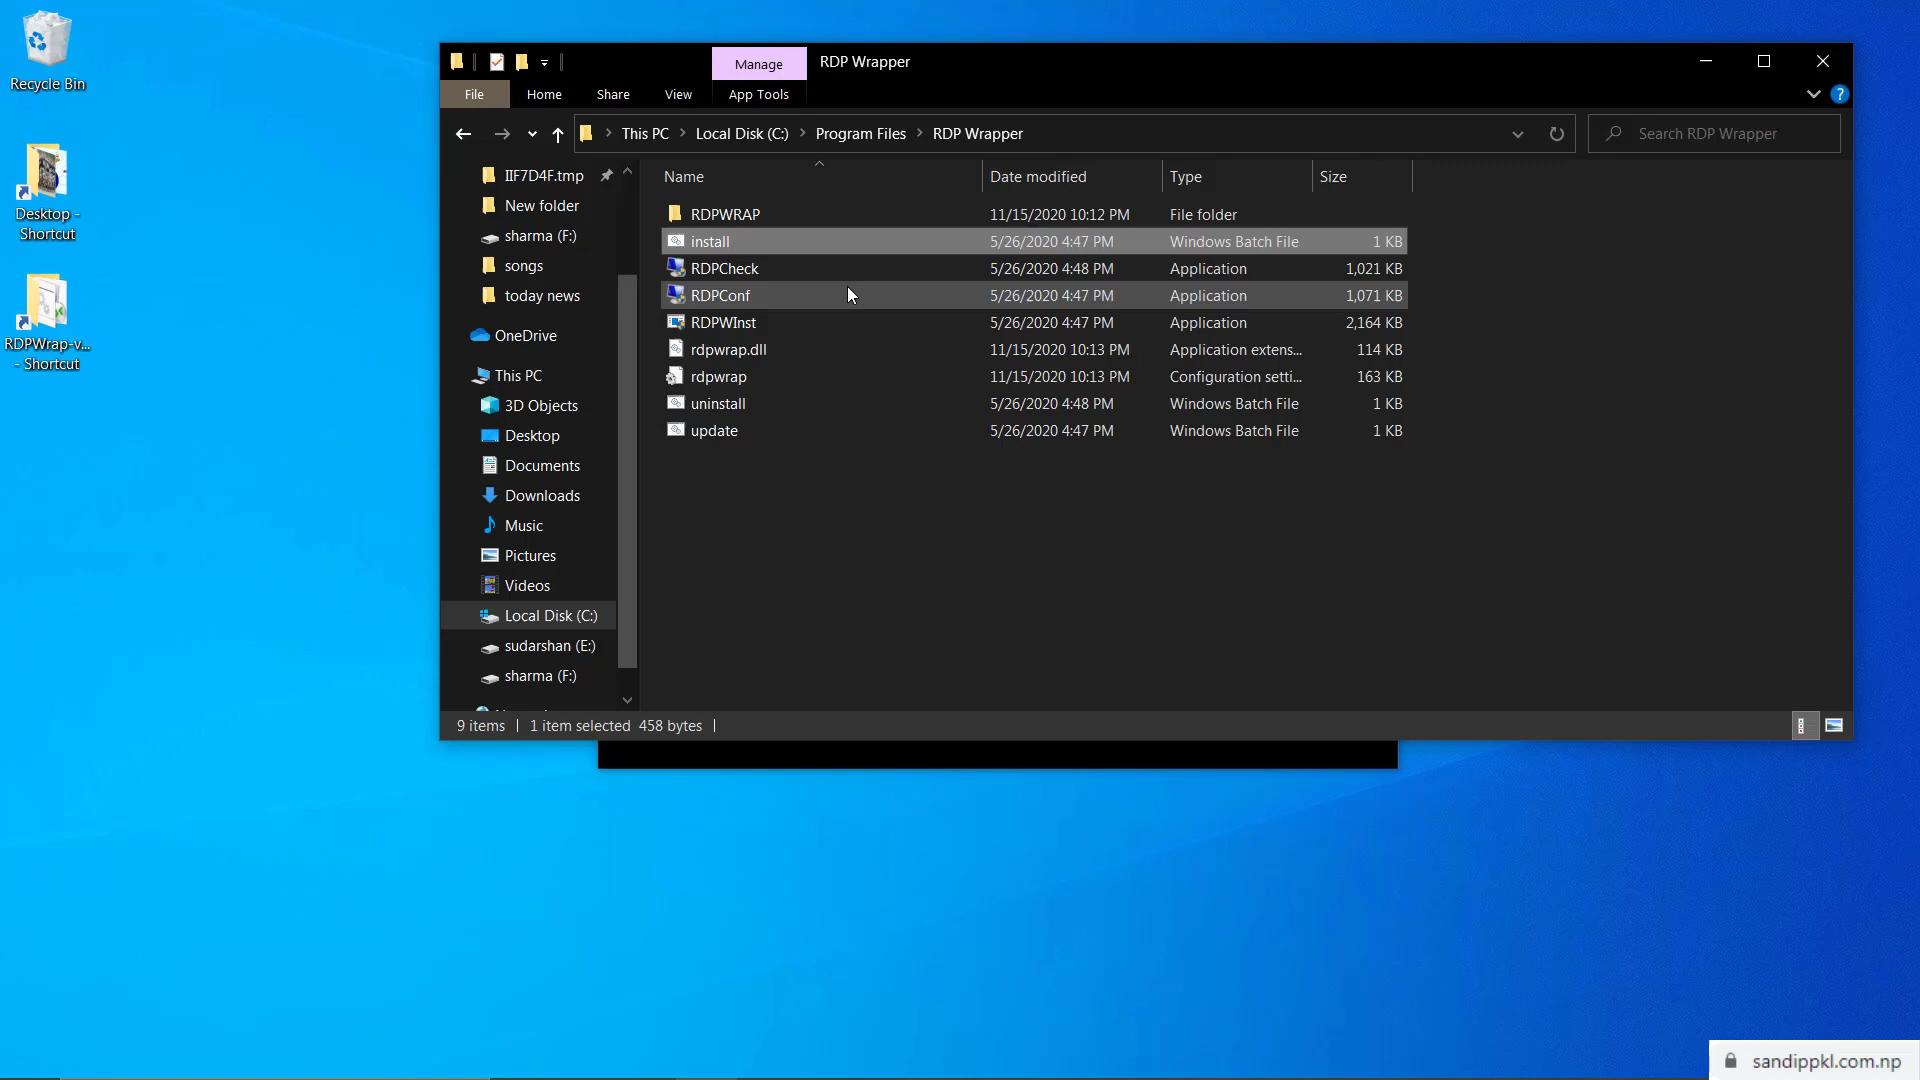 Recycle Bin
Desktop -
Shortcut
RDPWrap-v...
- Shortcut
Manage
RDP Wrapper
File
Home
Share
View
App Tools
?
This PC
Local Disk (C:)
Program Files
RDP Wrapper
Search RDP Wrapper
IIF7D4F.tmp
New folder
sharma (F:)
songs
today news
OneDrive
This PC
3D Objects
Desktop
Documents
Downloads
Music
Pictures
Videos
Local Disk (C:)
sudarshan (E:)
sharma (F:)
Name Date modified Type Size
RDPWRAP 11/15/2020 10:12 PM File folder
install 5/26/2020 4:47 PM Windows Batch File 1 KB
RDPCheck 5/26/2020 4:48 PM Application 1,021 KB
RDPConf 5/26/2020 4:47 PM Application 1,071 KB
RDPWInst 5/26/2020 4:47 PM Application 2,164 KB
rdpwrap.dll 11/15/2020 10:13 PM Application extens... 114 KB
rdpwrap 11/15/2020 10:13 PM Configuration setti... 163 KB
uninstall 5/26/2020 4:48 PM Windows Batch File 1 KB
update 5/26/2020 4:47 PM Windows Batch File 1 KB
9 items 1 item selected 458 bytes
sandippkl.com.np